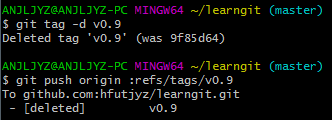 ANJLJYZ@ANJLJYZ-PC MINGW64 ~/learngit (master)
$ git tag -d v0.9
Deleted tag 'v0.9' (was 9f85d64)
ANJLJYZ@ANJLJYZ-PC MINGW64 ~/learngit (master)
$ git push origin :refs/tags/v0.9
To github.com:hfutjyz/learngit.git
 - [deleted]         v0.9